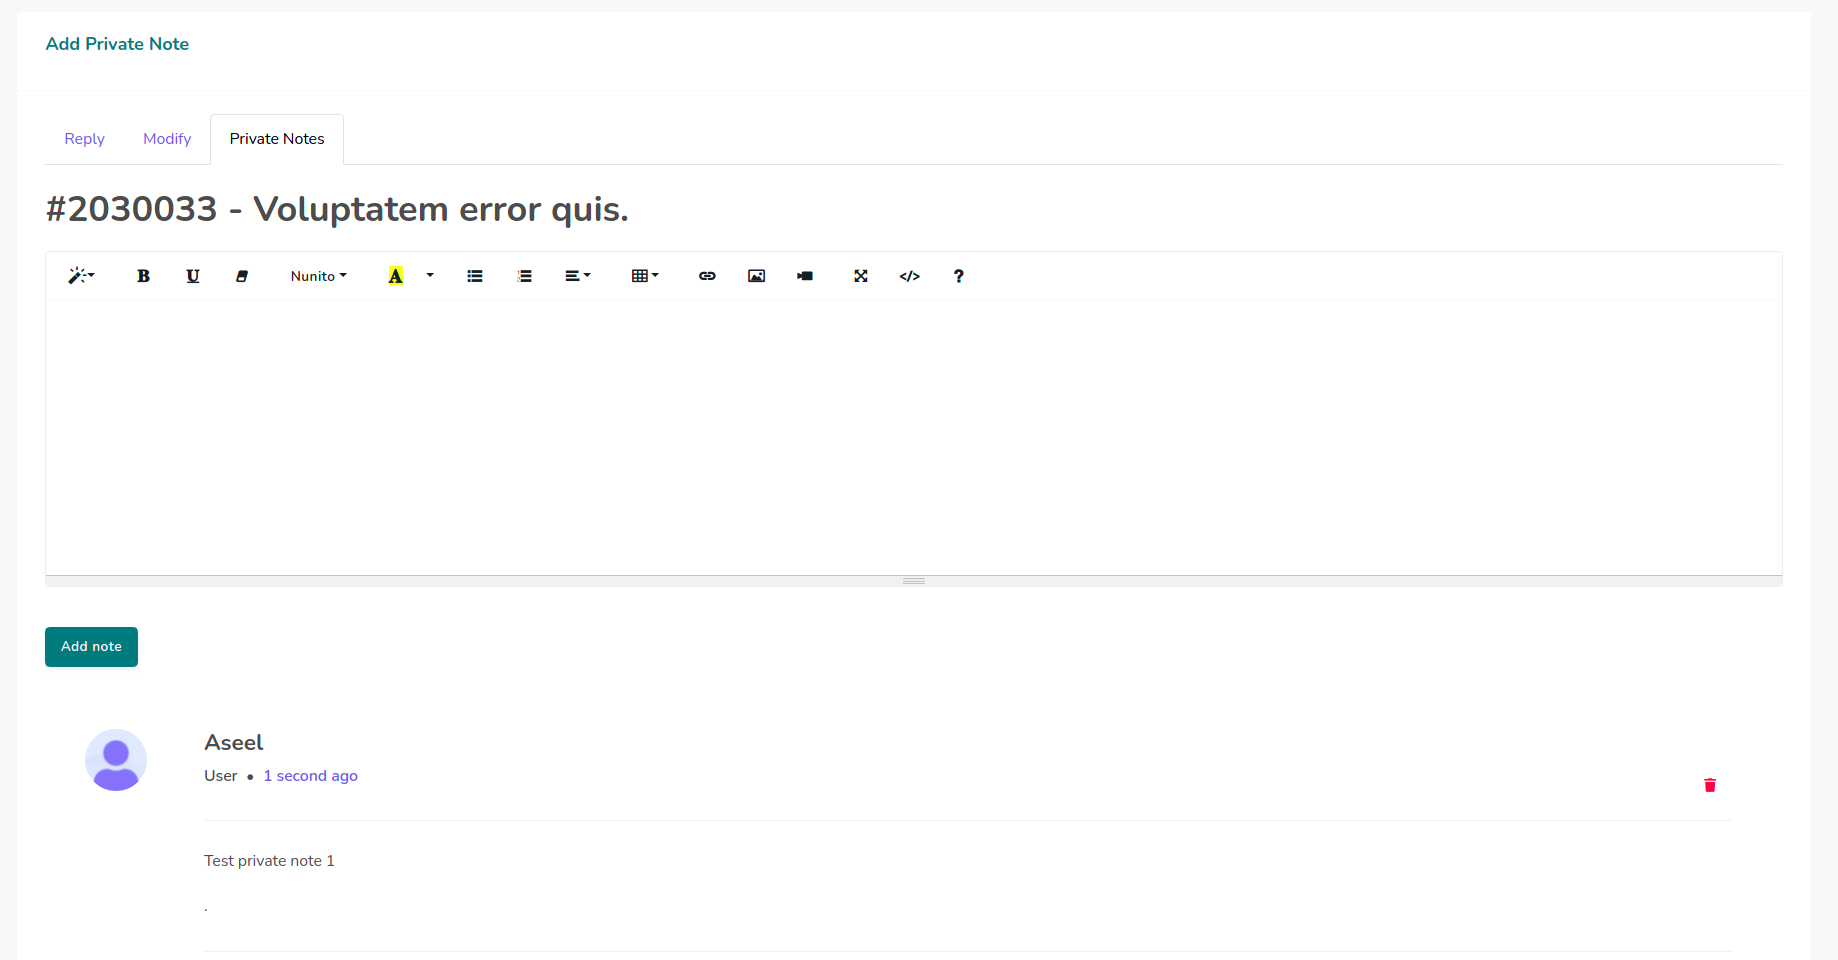 Add Private Note
Reply Modify Private Notes
#2030033 - Voluptatem error quis.
B U Nunito A </> ?
Add note
Aseel
User • 1 second ago
Test private note 1
.